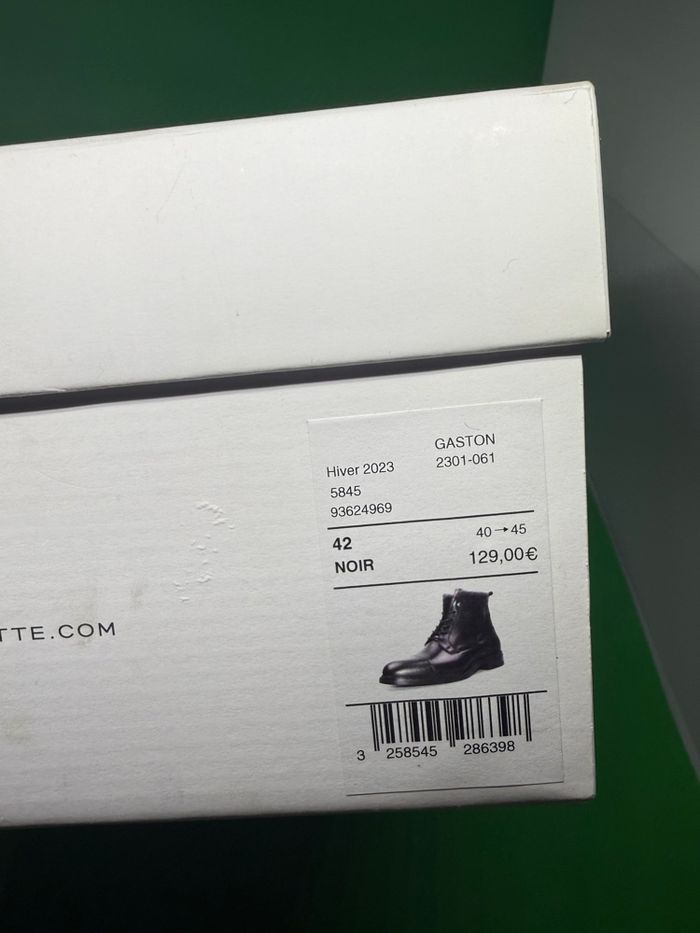 TTE.COM
GASTON
Hiver 2023
2301-061
5845
93624969
42
40→45
NOIR
129,00€
3 258545 286398